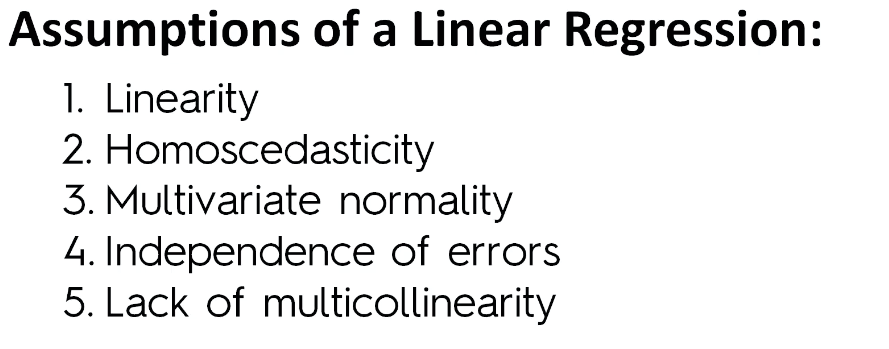 Assumptions of a Linear Regression:
1. Linearity
2. Homoscedasticity
3. Multivariate normality
4. Independence of errors
5. Lack of multicollinearity